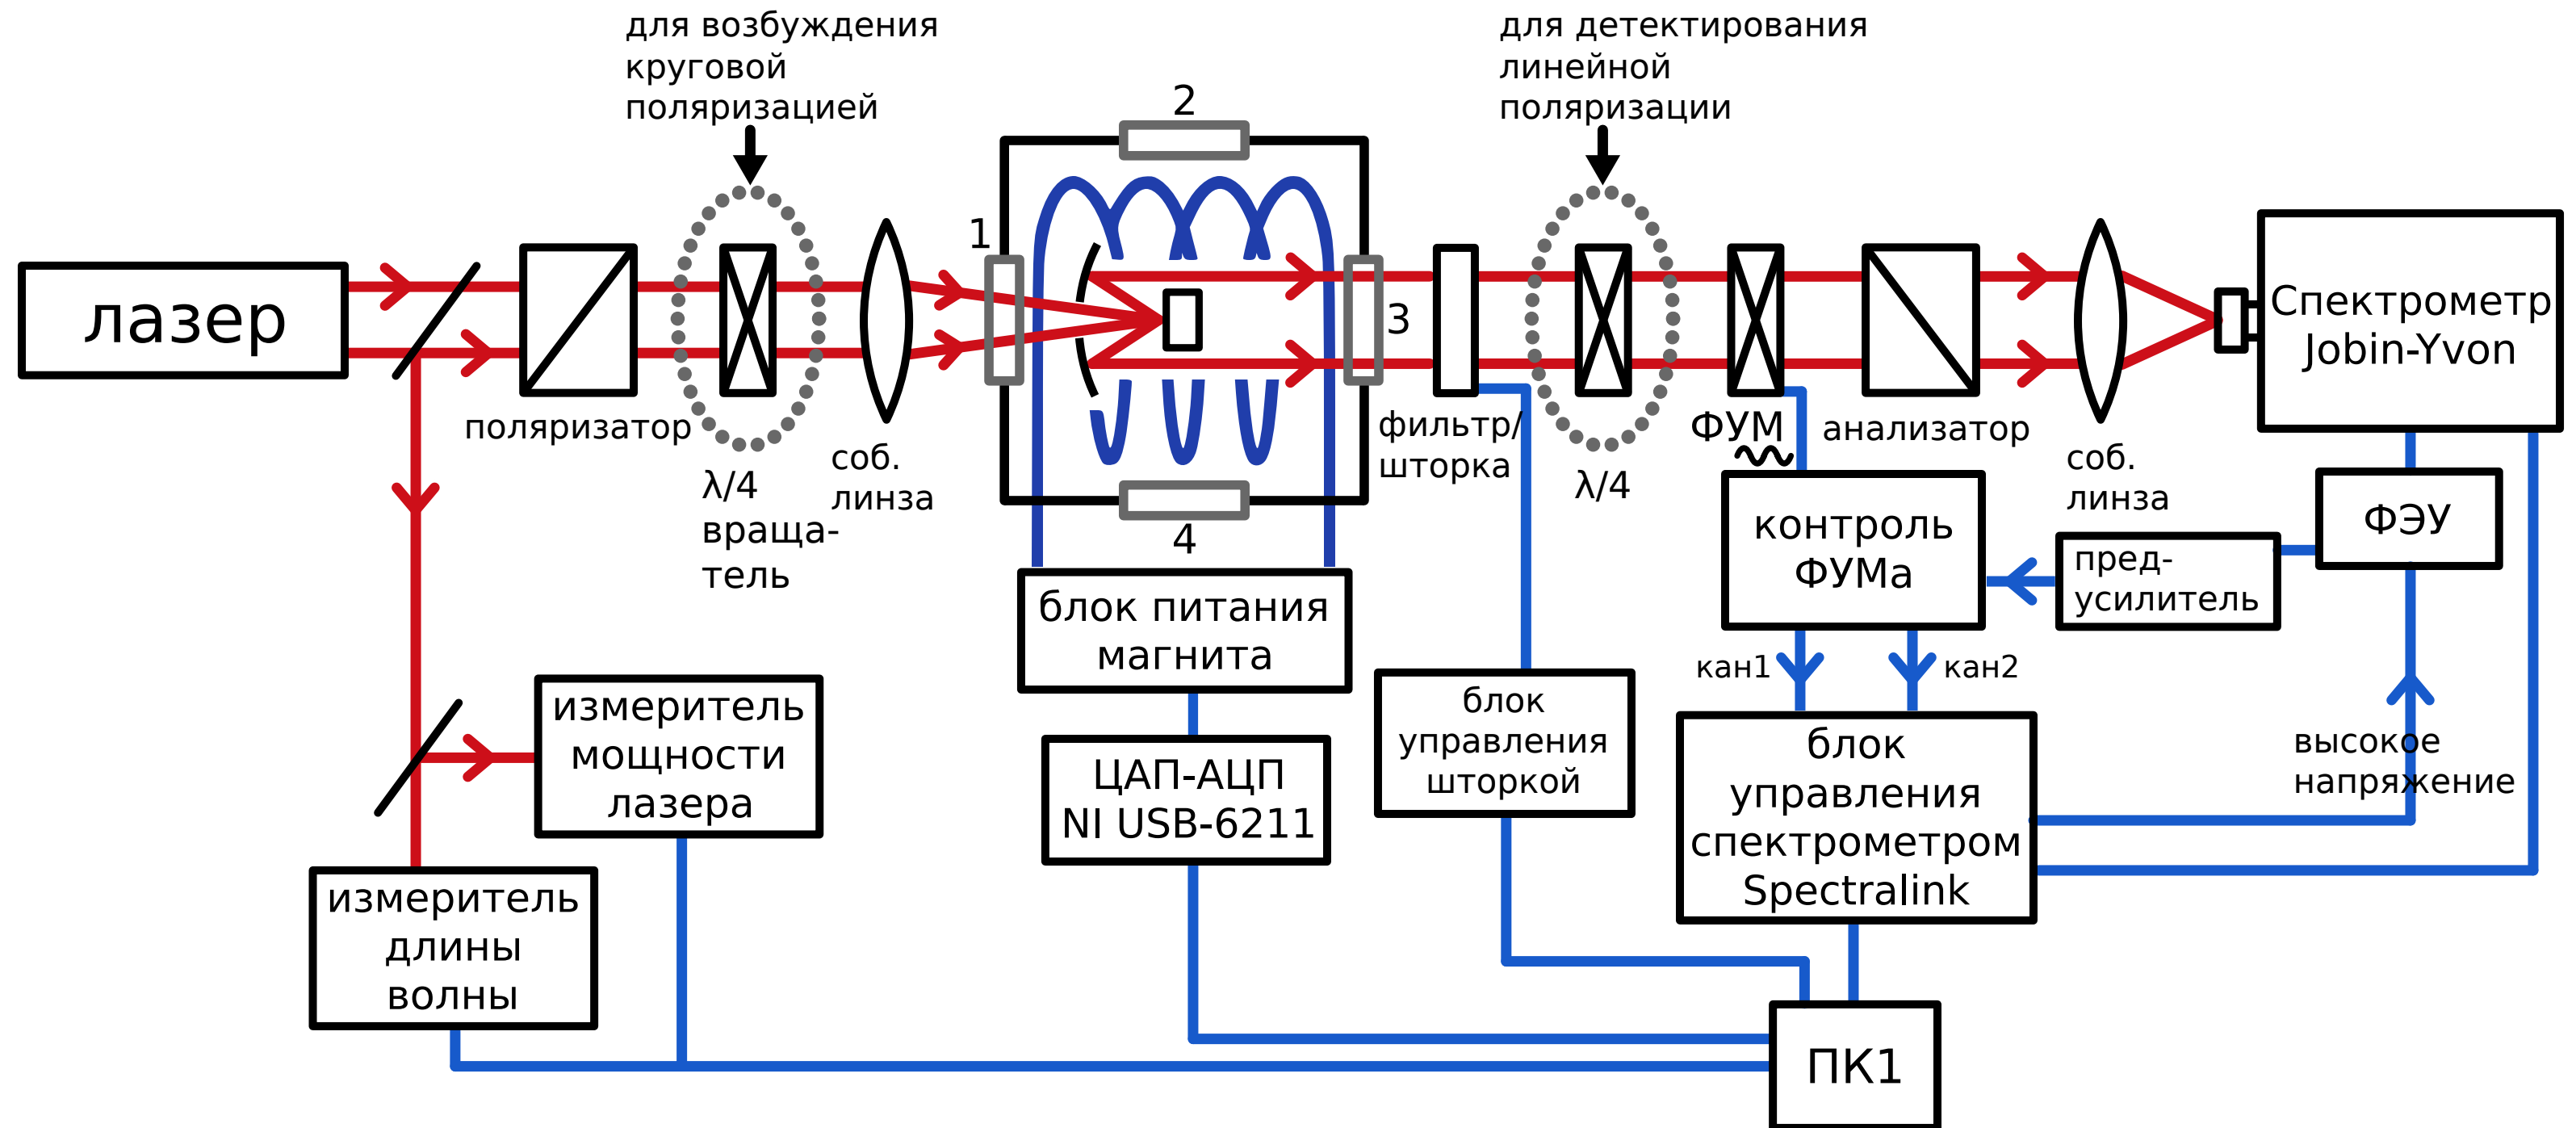 для возбуждения
круговой
поляризацией
для детектирования
линейной
поляризации
2
1
3
4
лазер
Спектрометр
Jobin-Yvon
поляризатор
λ/4
враща-
тель
соб.
линза
фильтр/
шторка
λ/4
ФУМ
анализатор
соб.
линза
контроль
ФУМа
ФЭУ
пред-
усилитель
блок питания
магнита
кан1
кан2
измеритель
мощности
лазера
ЦАП-АЦП
NI USB-6211
блок
управления
шторкой
блок
управления
спектрометром
Spectralink
высокое
напряжение
измеритель
длины
волны
ПК1